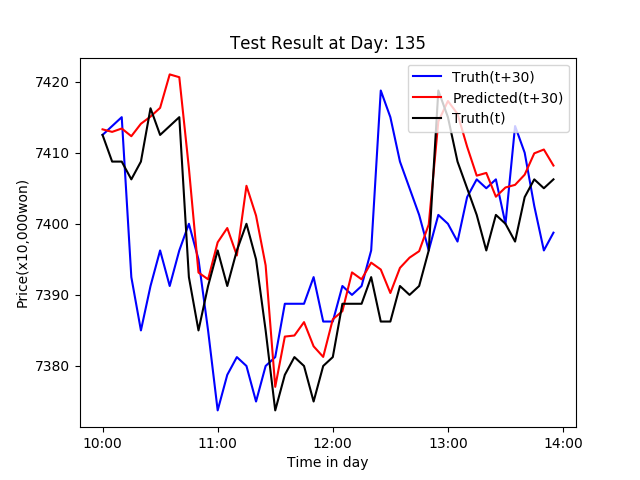 Test Result at Day: 135
Truth(t+30)
Predicted(t+30)
Truth(t)
7420
7410
7400
7390
7380
Price(x10,000won)
10:00 11:00 12:00 13:00 14:00
Time in day